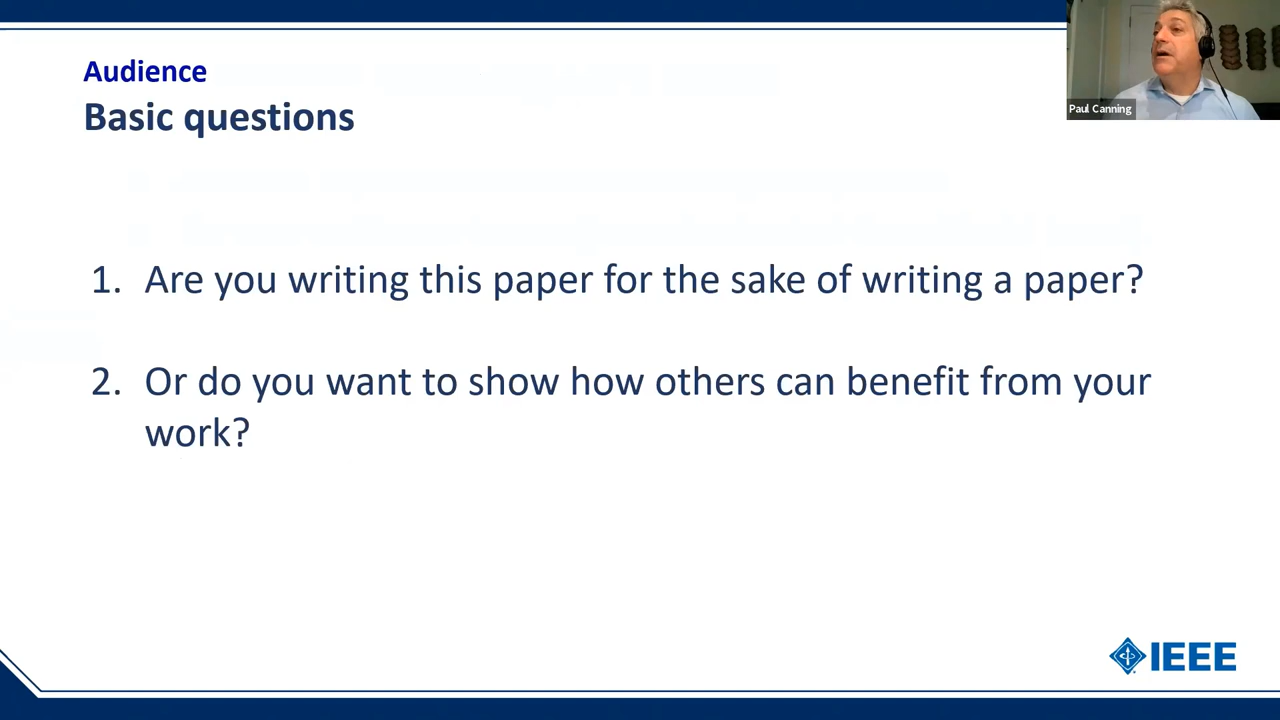 Audience
Basic questions
Paul Canning
1. Are you writing this paper for the sake of writing a paper?
2. Or do you want to show how others can benefit from your
work?
IEEE